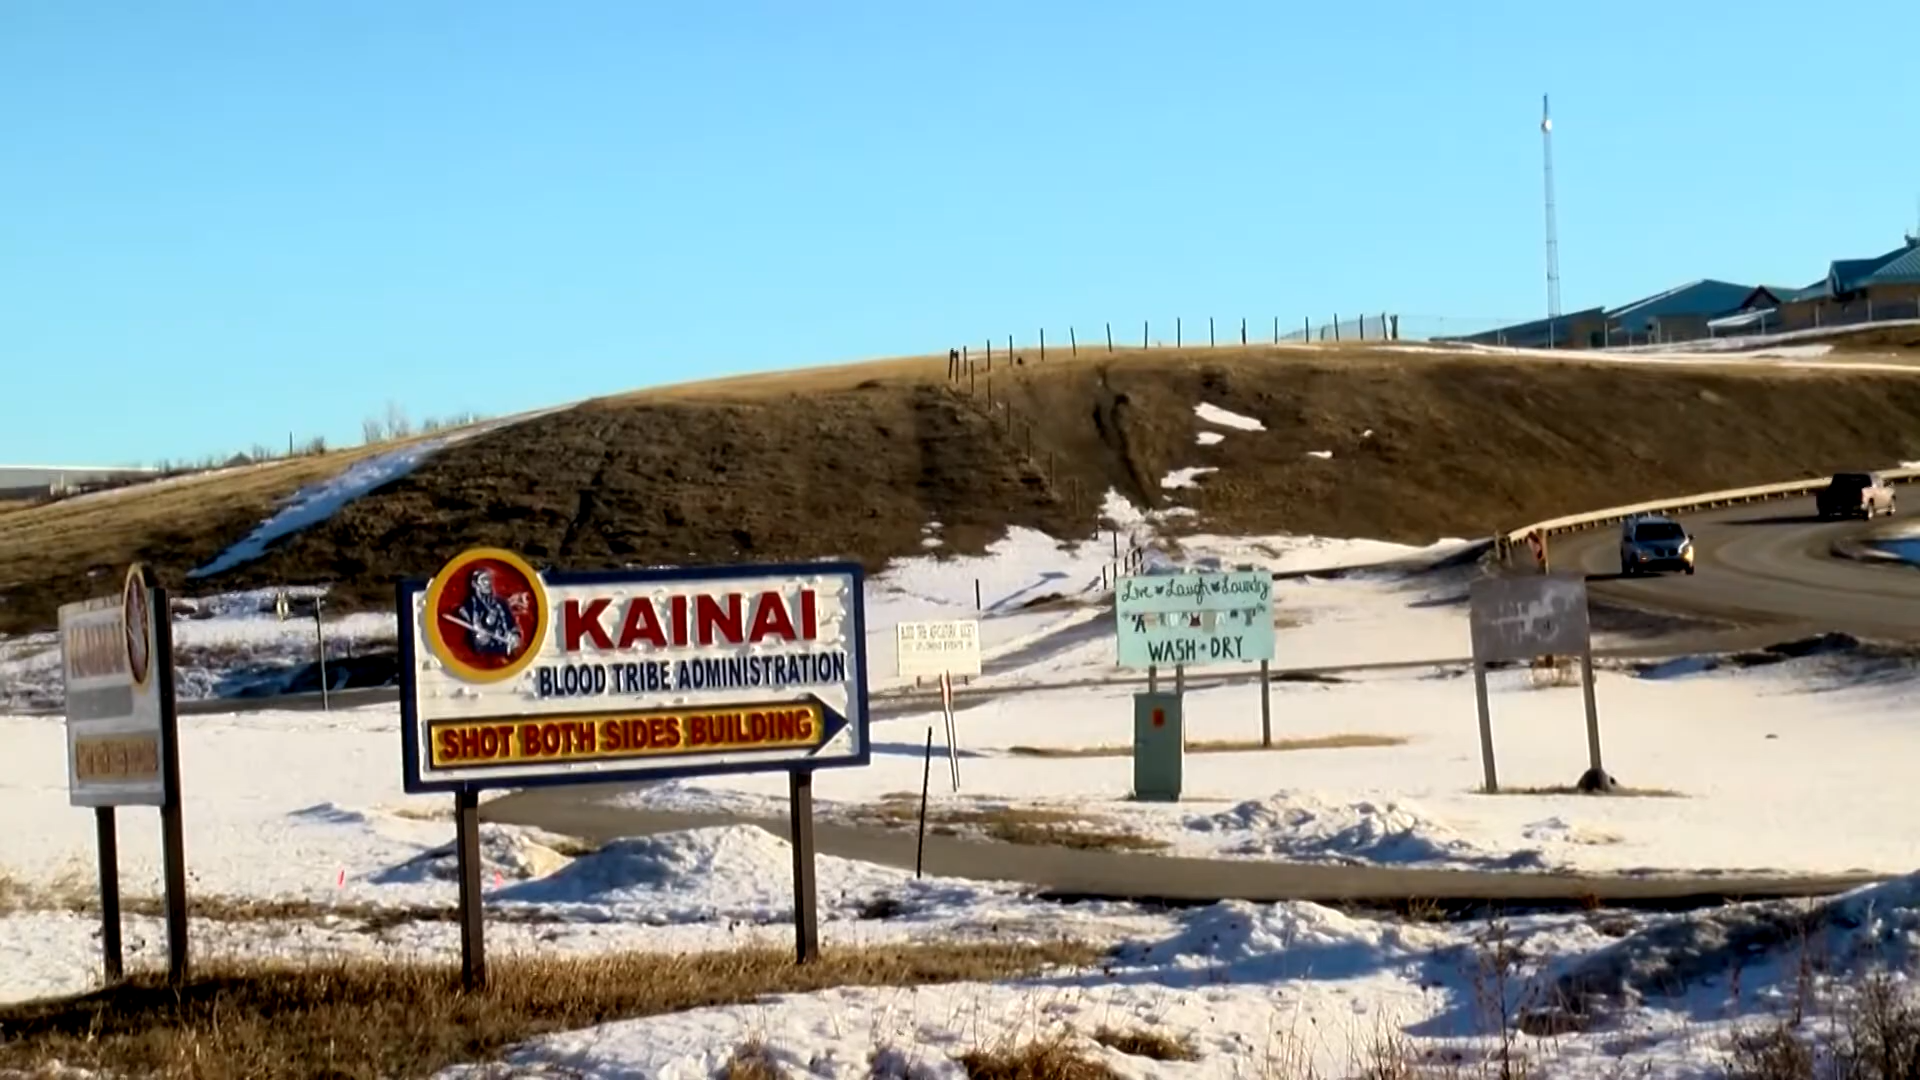 KAINAI
BLOOD TRIBE ADMINISTRATION
SHOT BOTH SIDES BUILDING
Live Laugh Laundry
WASH DRY